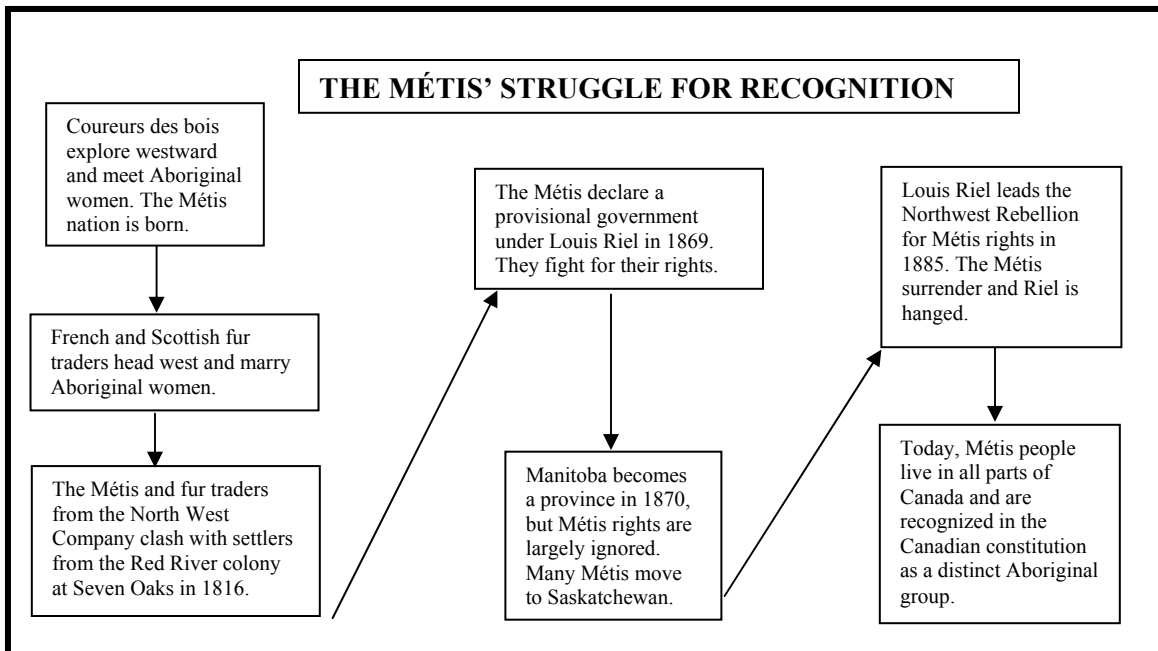 THE MÉTIS' STRUGGLE FOR RECOGNITION
Coureurs des bois
explore westward
and meet Aboriginal
women. The Métis
nation is born.
French and Scottish fur
traders head west and marry
Aboriginal women.
The Métis and fur traders
from the North West
Company clash with settlers
from the Red River colony
at Seven Oaks in 1816.
The Métis declare a
provisional government
under Louis Riel in 1869.
They fight for their rights.
Manitoba becomes
a province in 1870,
but Métis rights are
largely ignored.
Many Métis move
to Saskatchewan.
Louis Riel leads the
Northwest Rebellion
for Métis rights in
1885. The Métis
surrender and Riel is
hanged.
Today, Métis people
live in all parts of
Canada and are
recognized in the
Canadian constitution
as a distinct Aboriginal
group.